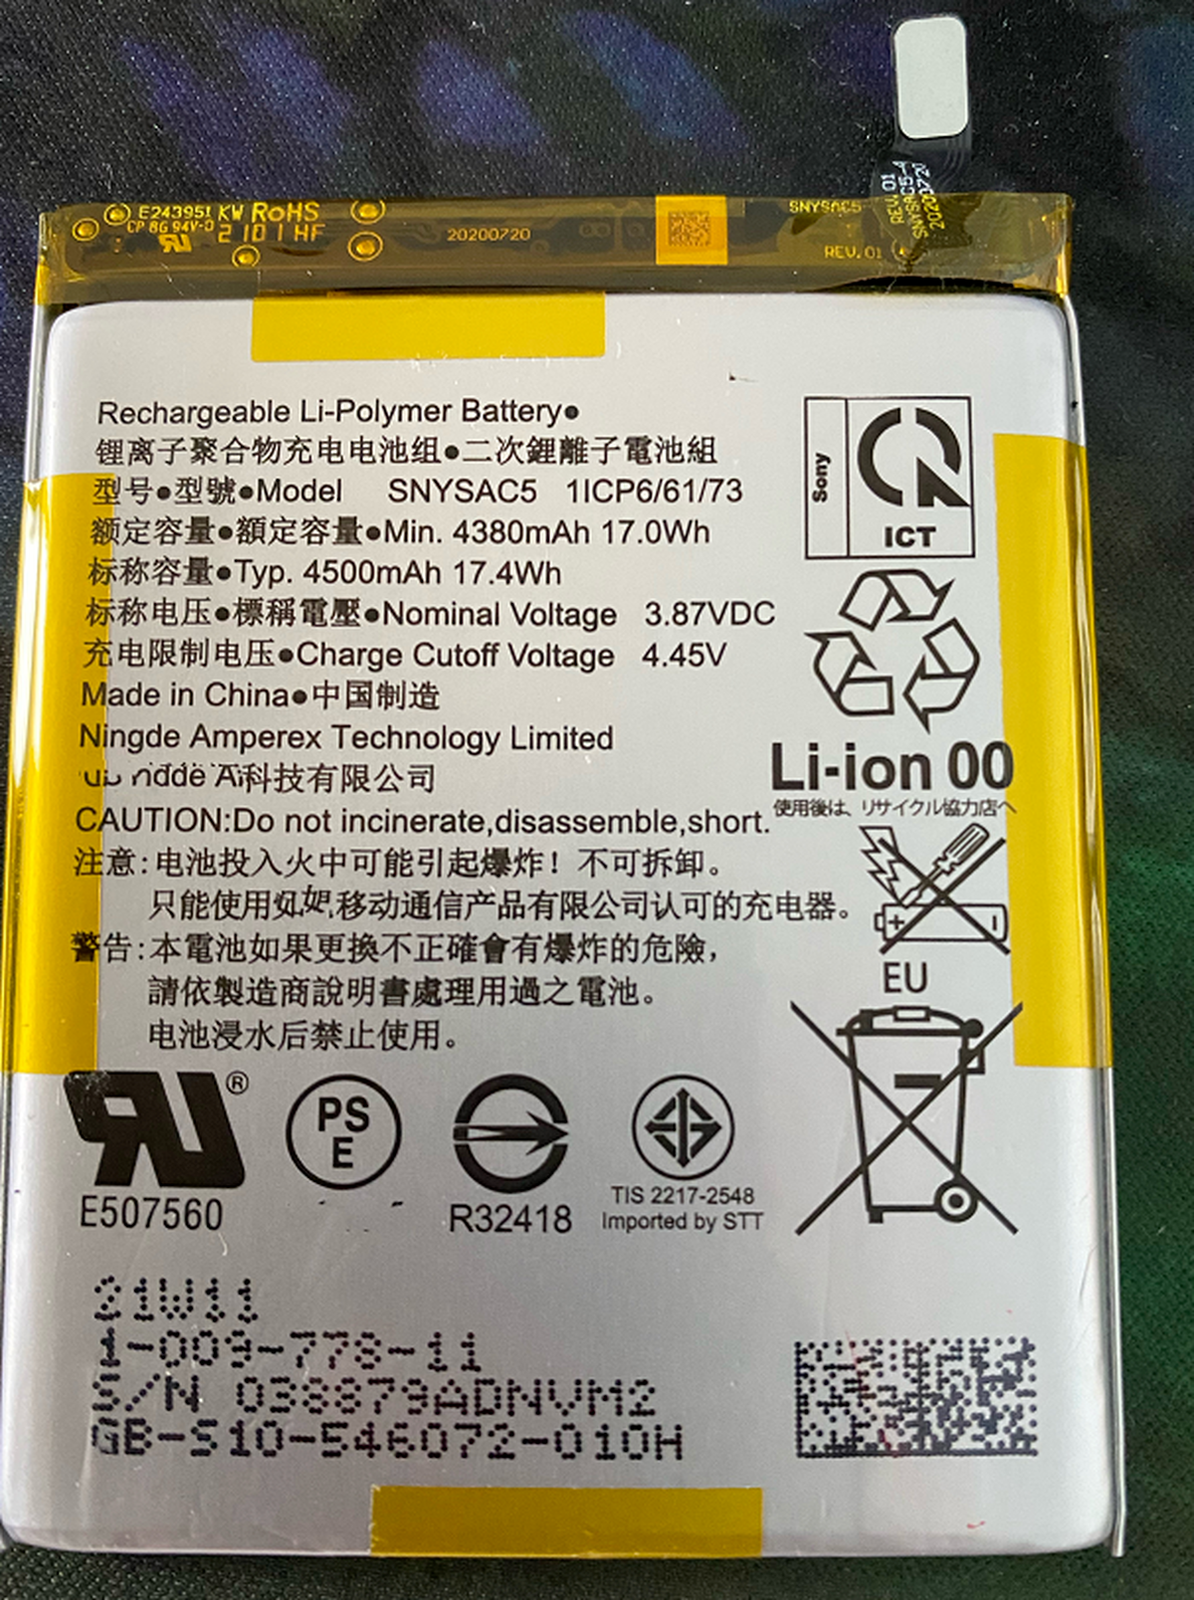 E243951 KW RoHS
CP 8G 94V-0
2101 HF
20200720
SNYSAC5
REV.01
REV.01
SNYSAC5-4
20200720
Rechargeable Li-Polymer Battery●
锂离子聚合物充电电池组●二次鋰離子電池組
型号●型號●Model SNYSAC5 1ICP6/61/73
额定容量●額定容量●Min. 4380mAh 17.0Wh
标称容量●Typ. 4500mAh 17.4Wh
标称电压●標稱電壓●Nominal Voltage 3.87VDC
充电限制电压●Charge Cutoff Voltage 4.45V
Made in China●中国制造
Ningde Amperex Technology Limited
科技有限公司
CAUTION:Do not incinerate,disassemble,short.
注意:电池投入火中可能引起爆炸！不可拆卸。
只能使用移动通信产品有限公司认可的充电器。
警告:本電池如果更換不正確會有爆炸的危險，
請依製造商說明書處理用過之電池。
电池浸水后禁止使用。
Sony
ICT
Li-ion 00
使用後は、リサイクル協力店へ
EU
®
E507560
PS
E
R32418
TIS 2217-2548
Imported by STT
21W11
1-009-778-11
S/N 038879ADNVM2
GB-S10-546072-010H